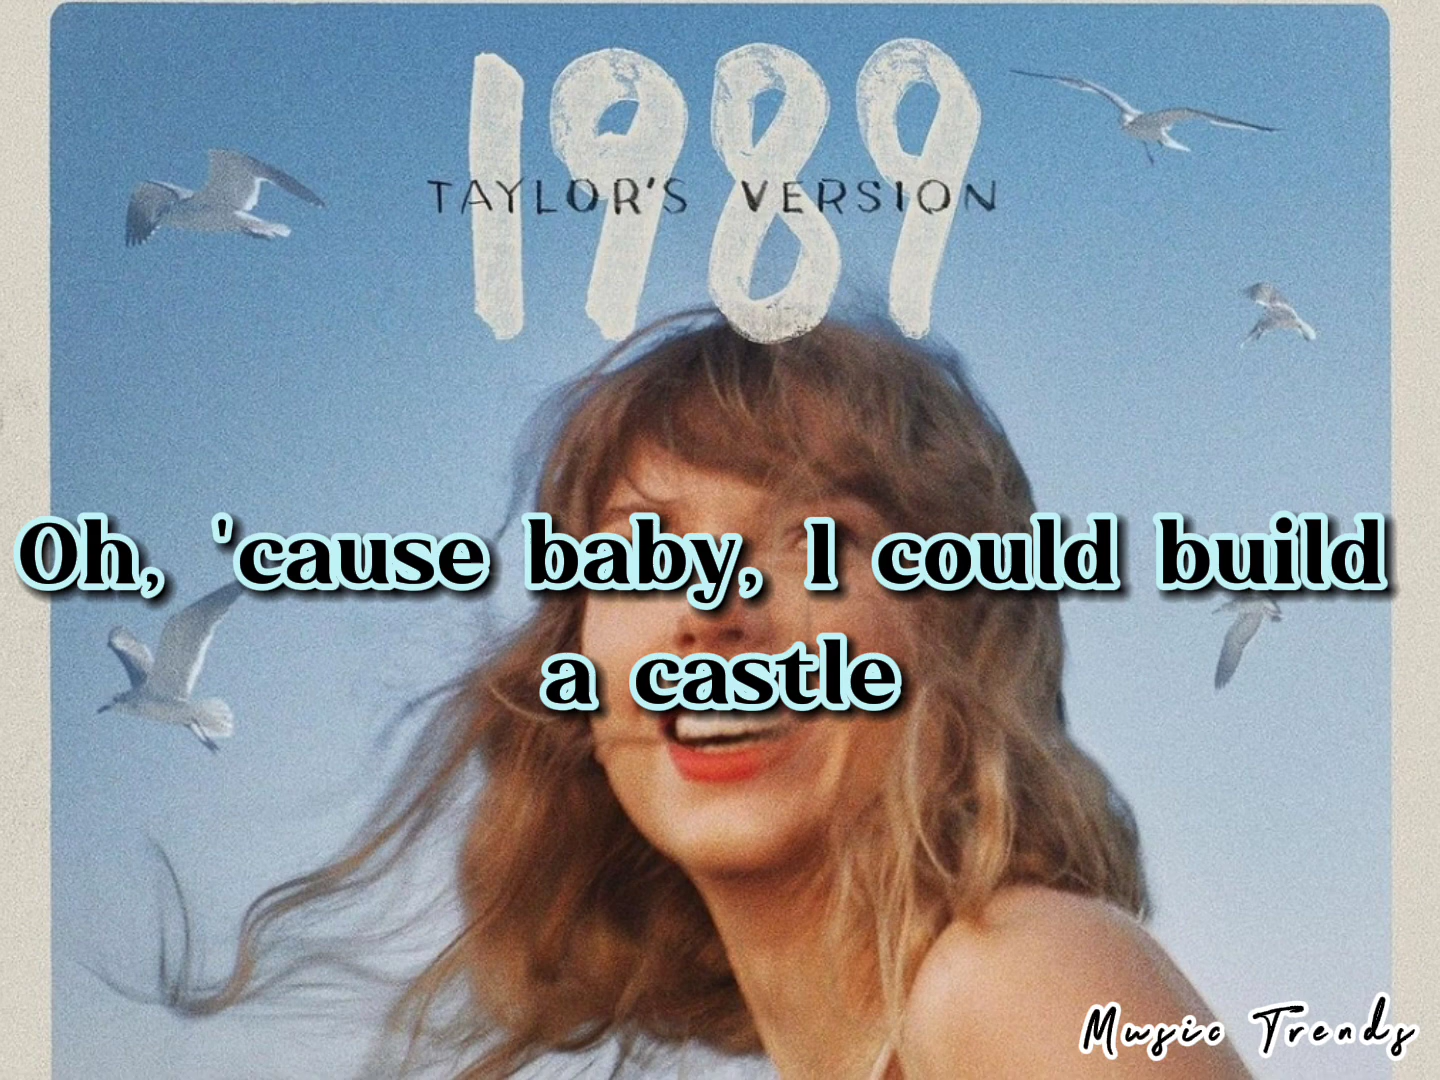 1989
TAYLOR'S VERSION
Oh, 'cause baby, I could build
a castle
Music Trends